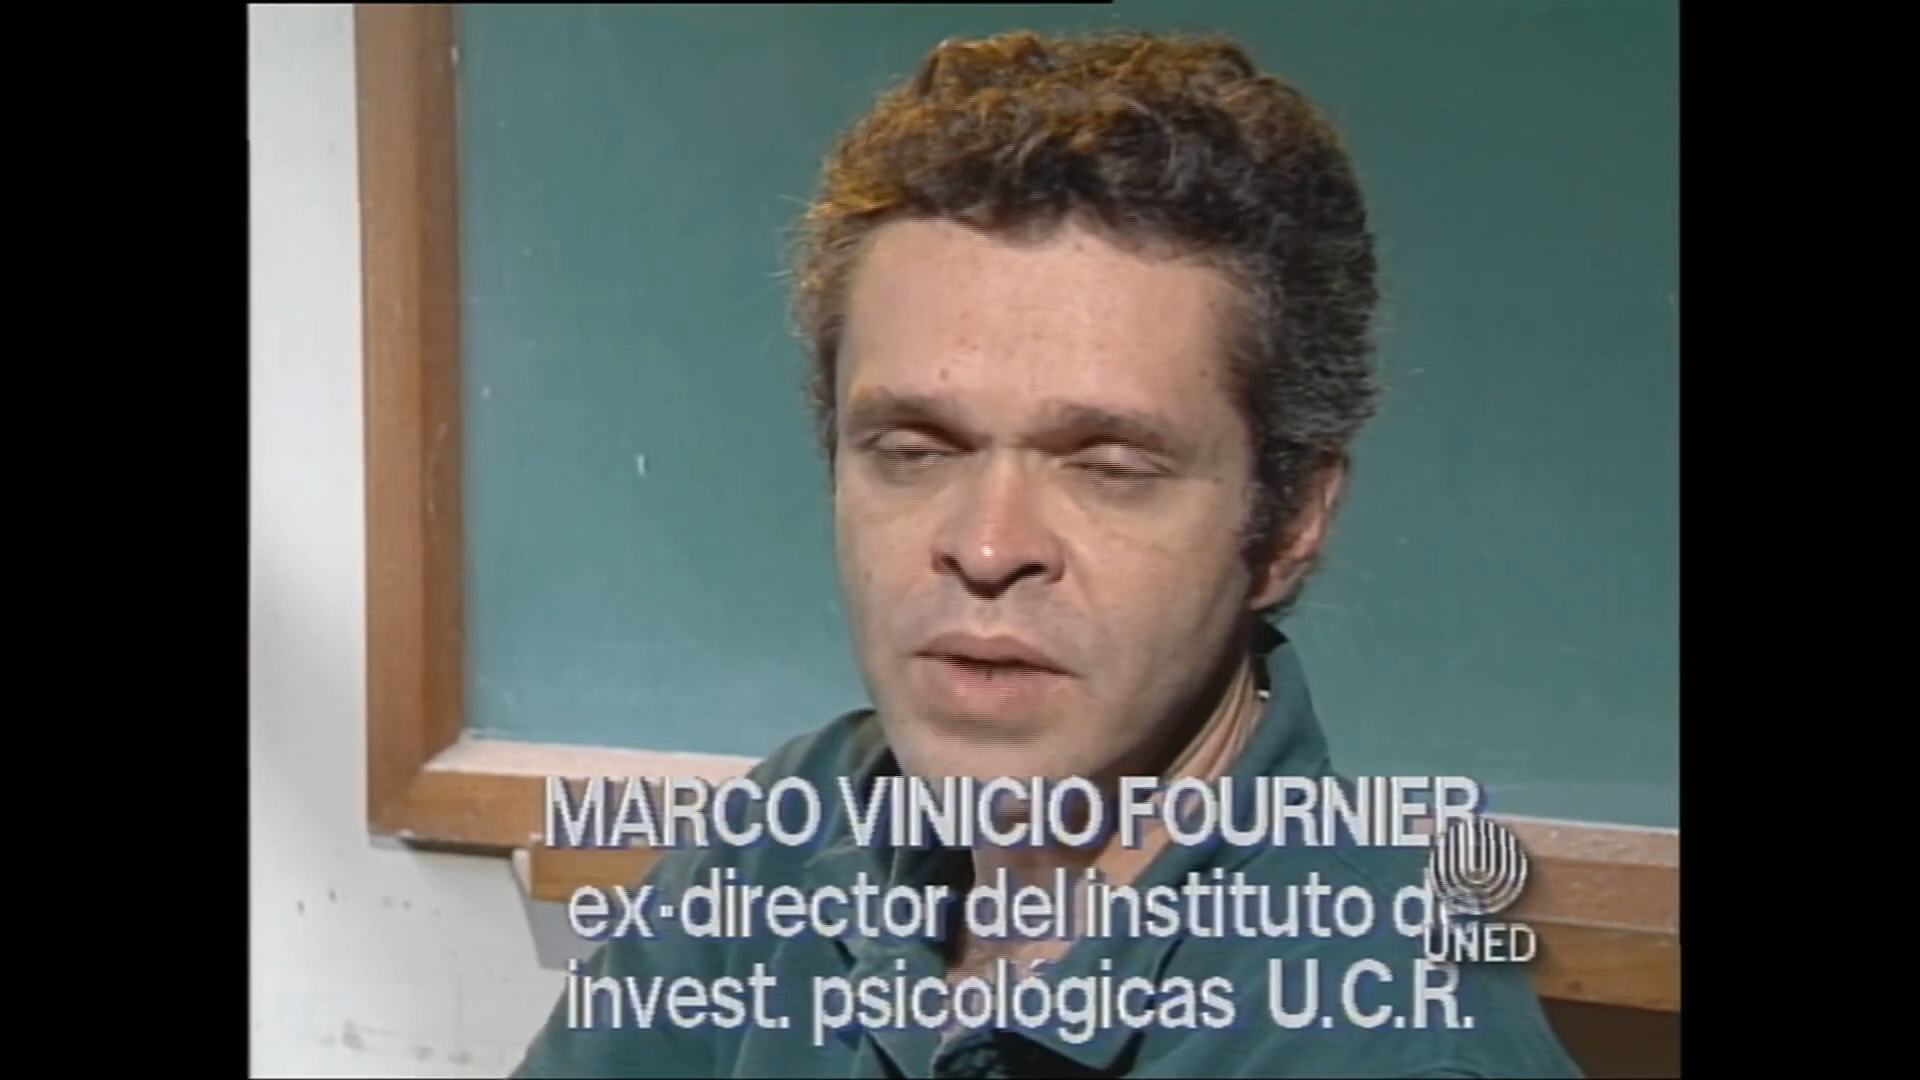 MARCO VINICIO FOURNIER
ex-director del instituto de
UNED
invest. psicológicas U.C.R.